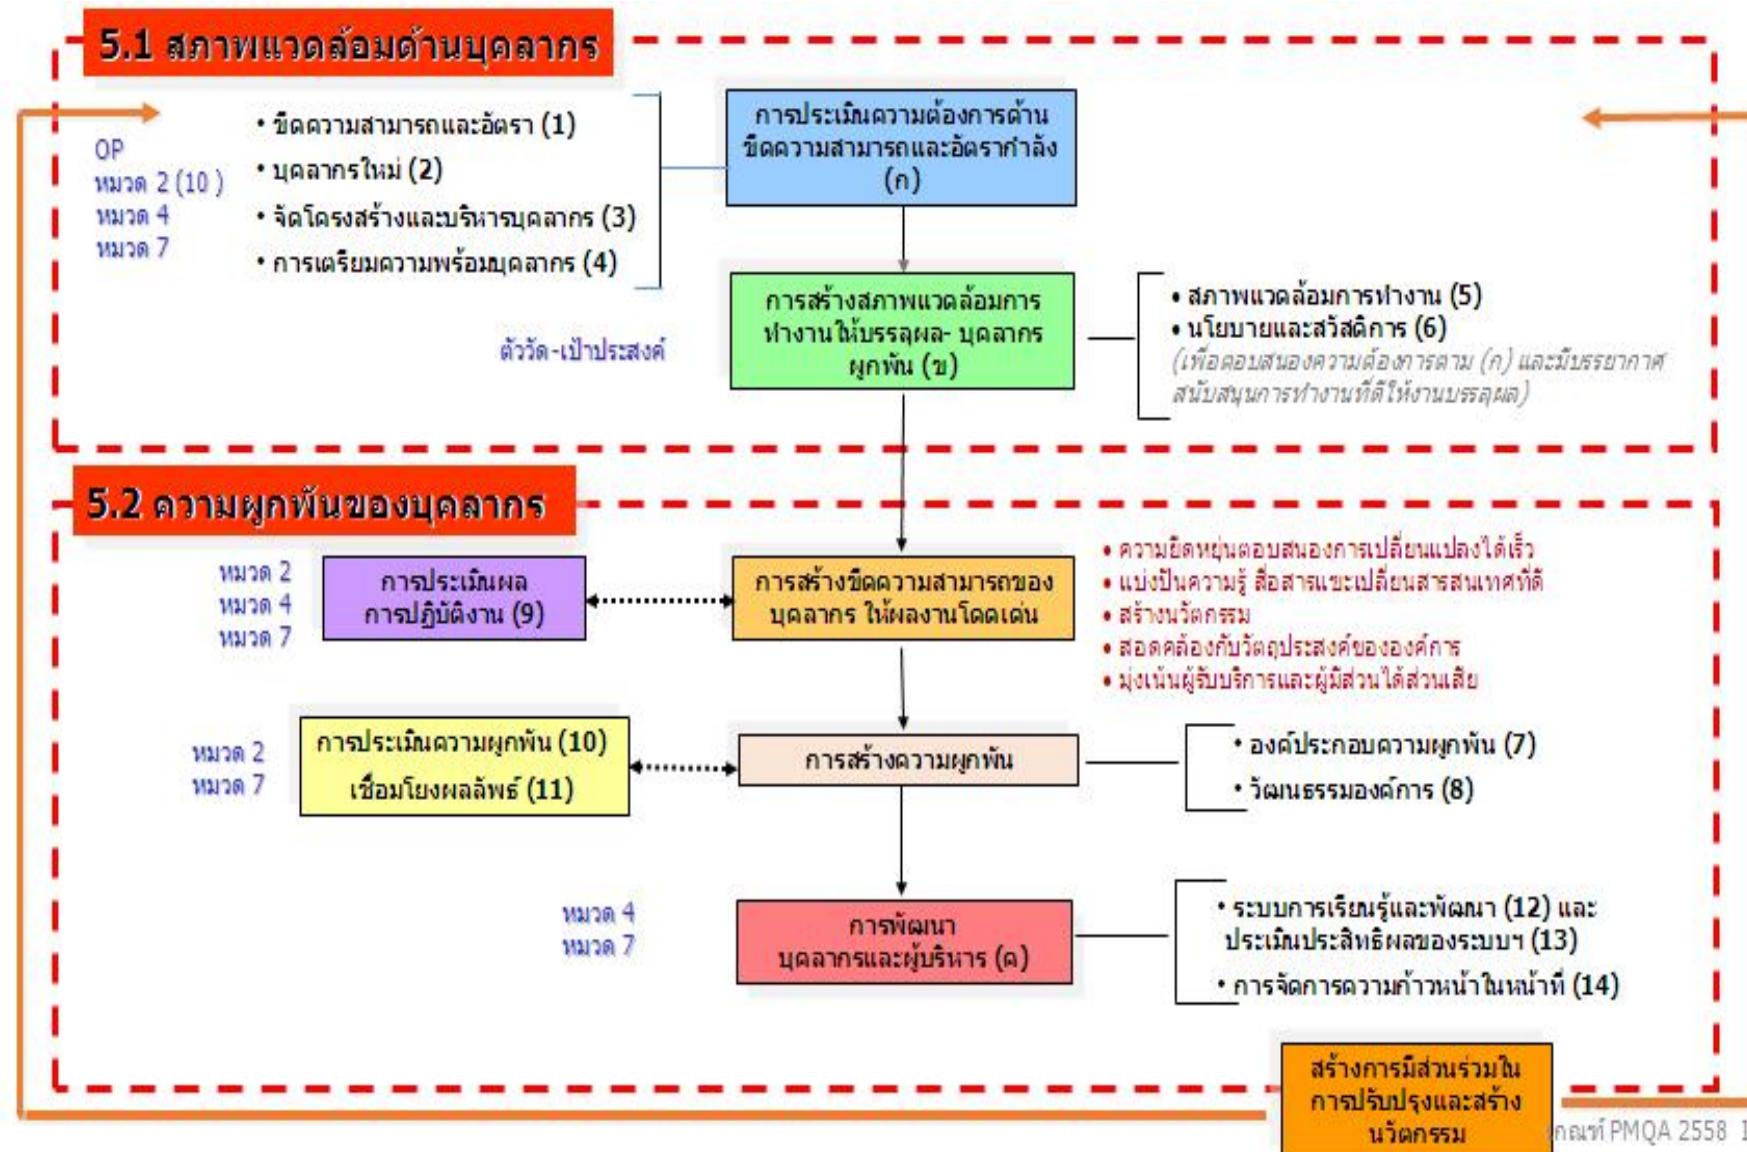 5.1 สภาพแวดล้อมด้านบุคลากร
OP
หมวด 2 (10 )
หมวด 4
หมวด 7
• ขีดความสามารถและอัตรา (1)
• บุคลากรใหม่ (2)
• จัดโครงสร้างและบริหารบุคลากร (3)
• การเตรียมความพร้อมบุคลากร (4)
การประเมินความต้องการด้าน
ขีดความสามารถและอัตรากำลัง
(ก)
ตัววัด-เป้าประสงค์
การสร้างสภาพแวดล้อมการ
ทำงานให้บรรลุผล- บุคลากร
ผูกพัน (ข)
• สภาพแวดล้อมการทำงาน (5)
• นโยบายและสวัสดิการ (6)
(เพื่อตอบสนองความต้องการตาม (ก) และมีบรรยากาศ
สนับสนุนการทำงานที่ดีให้งานบรรลุผล)
5.2 ความผูกพันของบุคลากร
หมวด 2
หมวด 4
หมวด 7
การประเมินผล
การปฏิบัติงาน (9)
การสร้างขีดความสามารถของ
บุคลากร ให้ผลงานโดดเด่น
• ความยืดหยุ่นตอบสนองการเปลี่ยนแปลงได้เร็ว
• แบ่งปันความรู้ สื่อสารแขะเปลี่ยนสารสนเทศที่ดี
• สร้างนวัตกรรม
• สอดคล้องกับวัตถุประสงค์ขององค์การ
• มุ่งเน้นผู้รับบริการและผู้มีส่วนได้ส่วนเสีย
หมวด 2
หมวด 7
การประเมินความผูกพัน (10)
เชื่อมโยงผลลัพธ์ (11)
การสร้างความผูกพัน
• องค์ประกอบความผูกพัน (7)
• วัฒนธรรมองค์การ (8)
หมวด 4
หมวด 7
การพัฒนา
บุคลากรและผู้บริหาร (ค)
• ระบบการเรียนรู้และพัฒนา (12) และ
ประเมินประสิทธิผลของระบบฯ (13)
• การจัดการความก้าวหน้าในหน้าที่ (14)
สร้างการมีส่วนร่วมใน
การปรับปรุงและสร้าง
นวัตกรรม
เกณฑ์ PMQA 2558 1